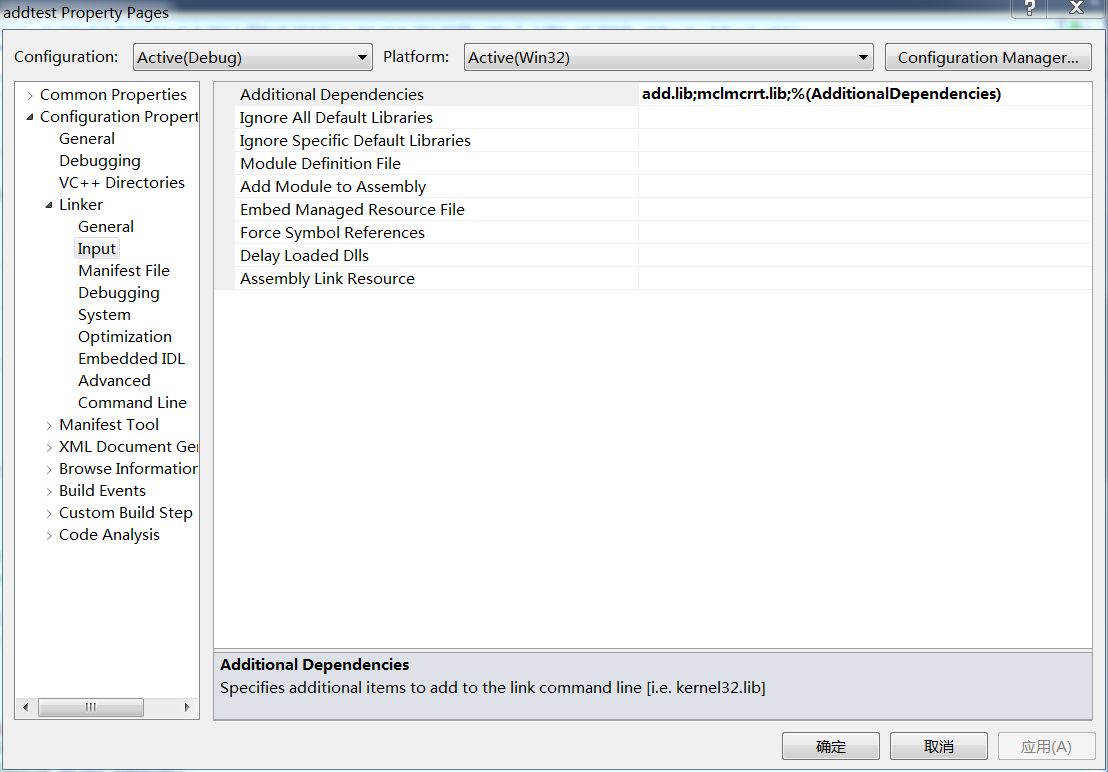 addtest Property Pages
Configuration: Active(Debug) Platform: Active(Win32) Configuration Manager...
Common Properties
Configuration Propert
General
Debugging
VC++ Directories
Linker
General
Input
Manifest File
Debugging
System
Optimization
Embedded IDL
Advanced
Command Line
Manifest Tool
XML Document Ge
Browse Information
Build Events
Custom Build Step
Code Analysis
Additional Dependencies add.lib;mclmcrrt.lib;%(AdditionalDependencies)
Ignore All Default Libraries
Ignore Specific Default Libraries
Module Definition File
Add Module to Assembly
Embed Managed Resource File
Force Symbol References
Delay Loaded Dlls
Assembly Link Resource
Additional Dependencies
Specifies additional items to add to the link command line [i.e. kernel32.lib]
确定 取消 应用(A)